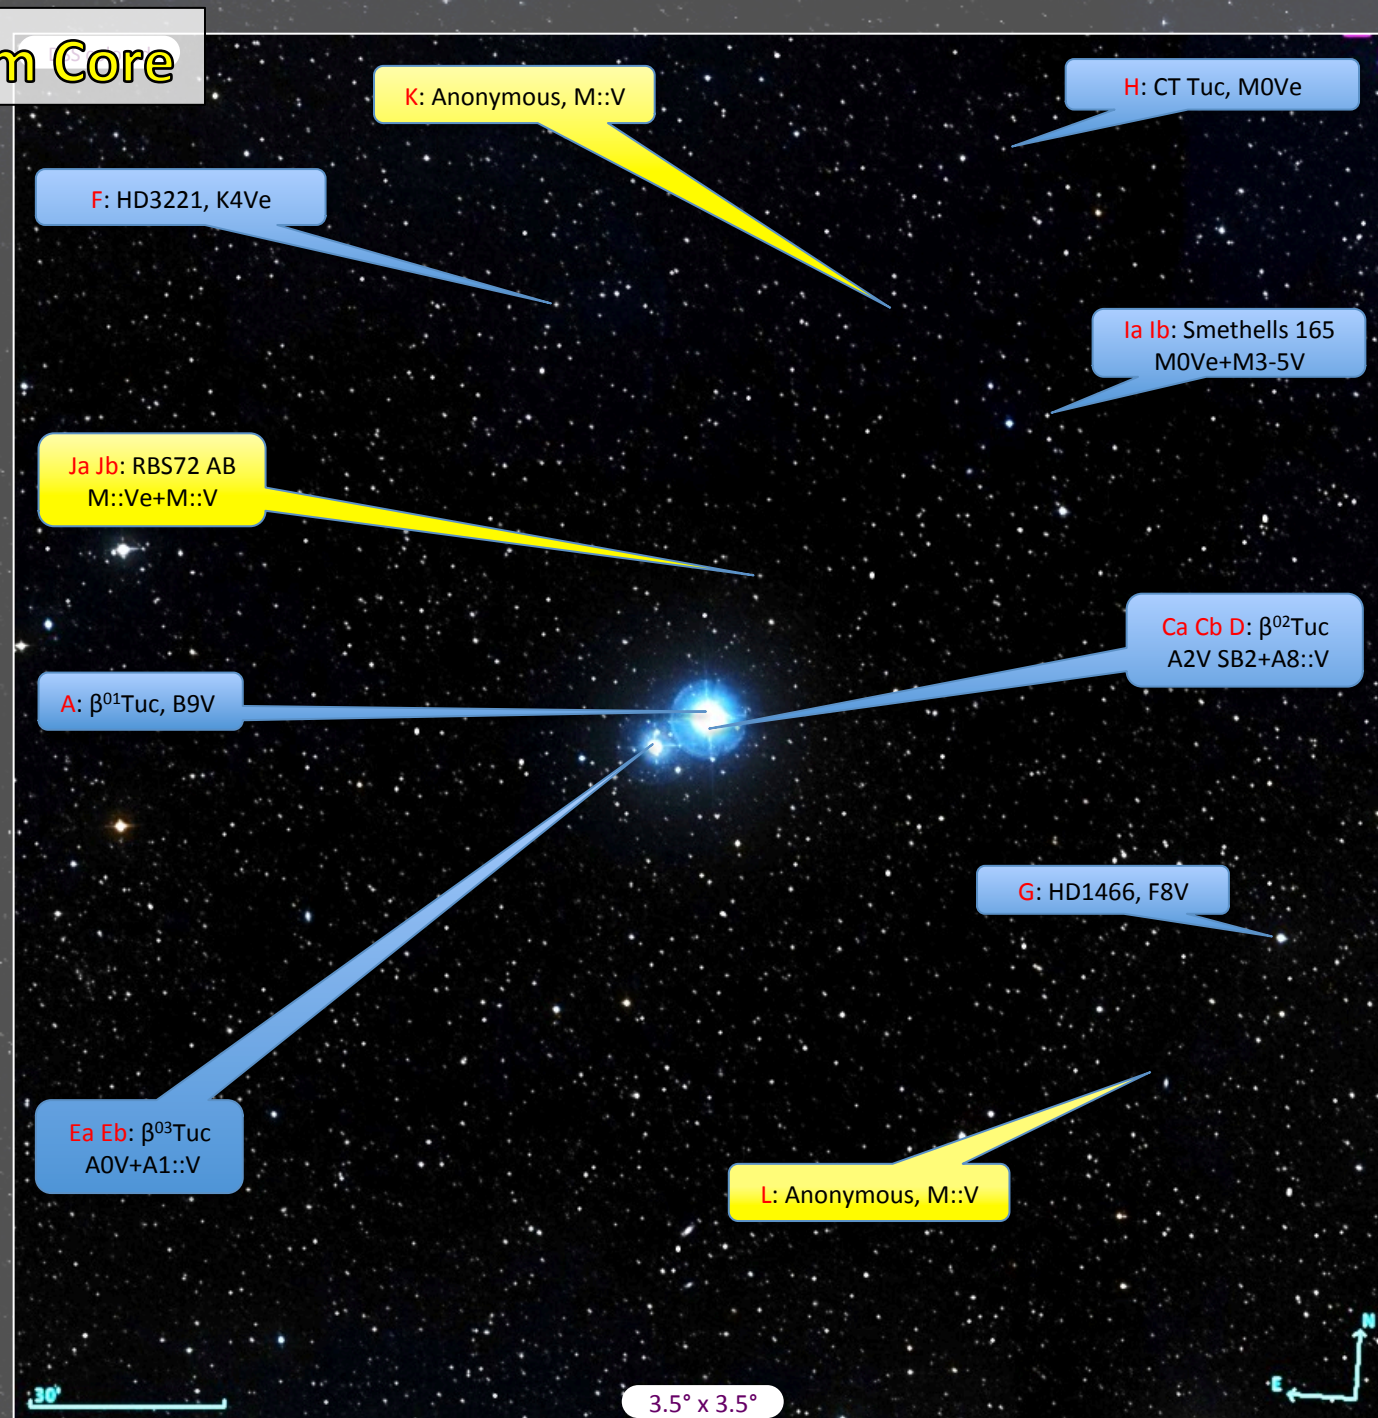 m Core
K: Anonymous, M::V
H: CT Tuc, M0Ve
F: HD3221, K4Ve
Ia Ib: Smethells 165
M0Ve+M3-5V
Ja Jb: RBS72 AB
M::Ve+M::V
Ca Cb D: β⁰²Tuc
A2V SB2+A8::V
A: β⁰¹Tuc, B9V
G: HD1466, F8V
Ea Eb: β⁰³Tuc
A0V+A1::V
L: Anonymous, M::V
N
E
30'
3.5° x 3.5°